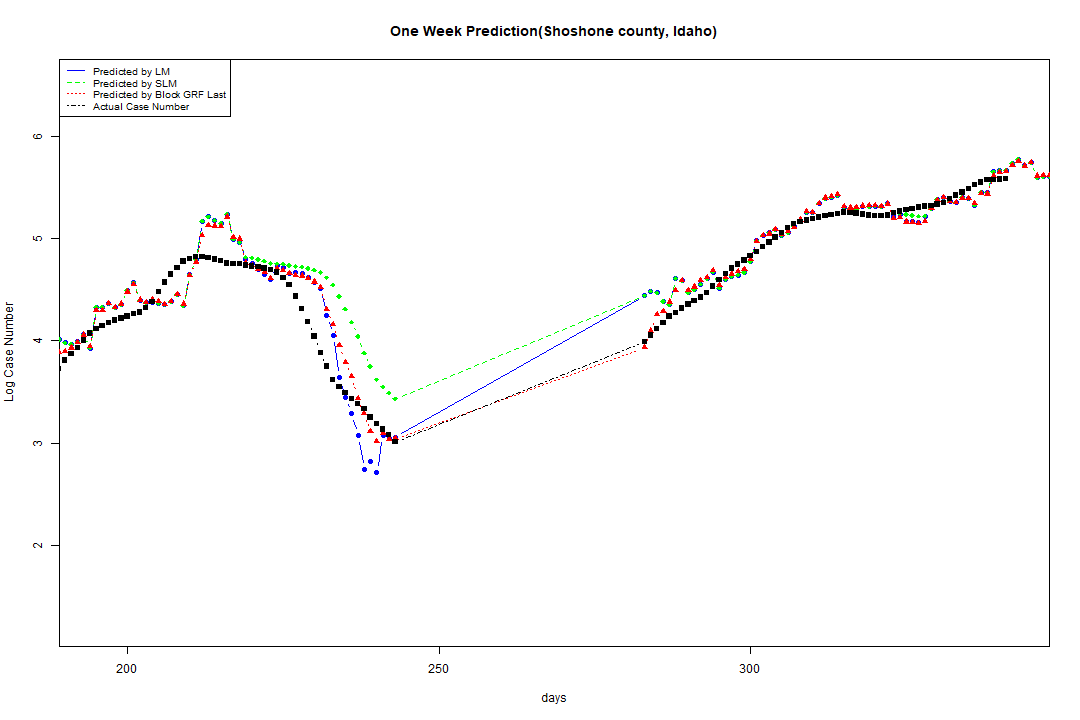 One Week Prediction(Shoshone county, Idaho)
Predicted by LM
Predicted by SLM
Predicted by Block GRF Last
Actual Case Number
6
5
4
3
2
Log Case Number
200
250
300
days